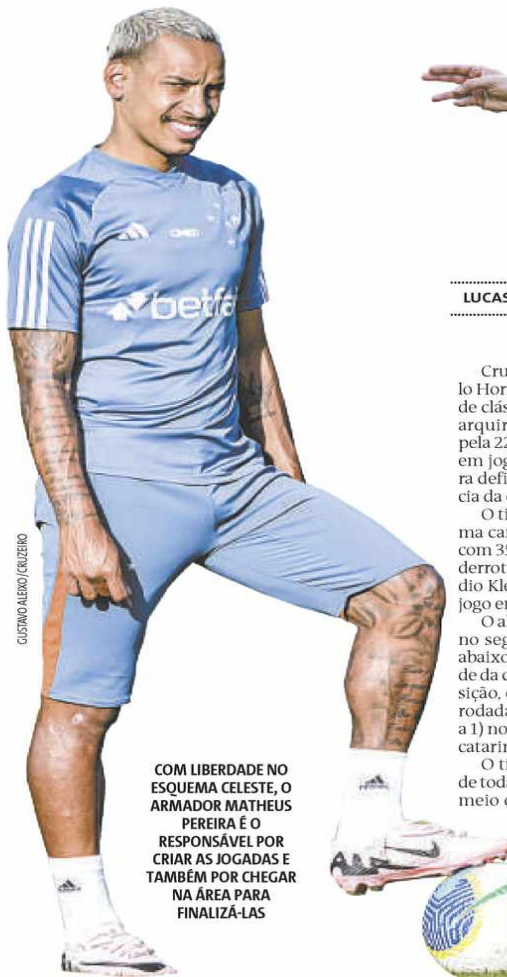 betfa
LUCAS
Cru
lo Hor
de clás
arquir
pela 22
em jog
ra defi
cia da
O ti
ma car
com 35
derrot
dio Kle
jogo er
O al
no seg
abaixo
de da c
sição,
rodada
a 1) no
catarir
O ti
de toda
meio
GUSTAVO ALEIXO/CRUZEIRO
COM LIBERDADE NO
ESQUEMA CELESTE, O
ARMADOR MATHEUS
PEREIRA É O
RESPONSÁVEL POR
CRIAR AS JOGADAS E
TAMBÉM POR CHEGAR
NA ÁREA PARA
FINALIZÁ-LAS